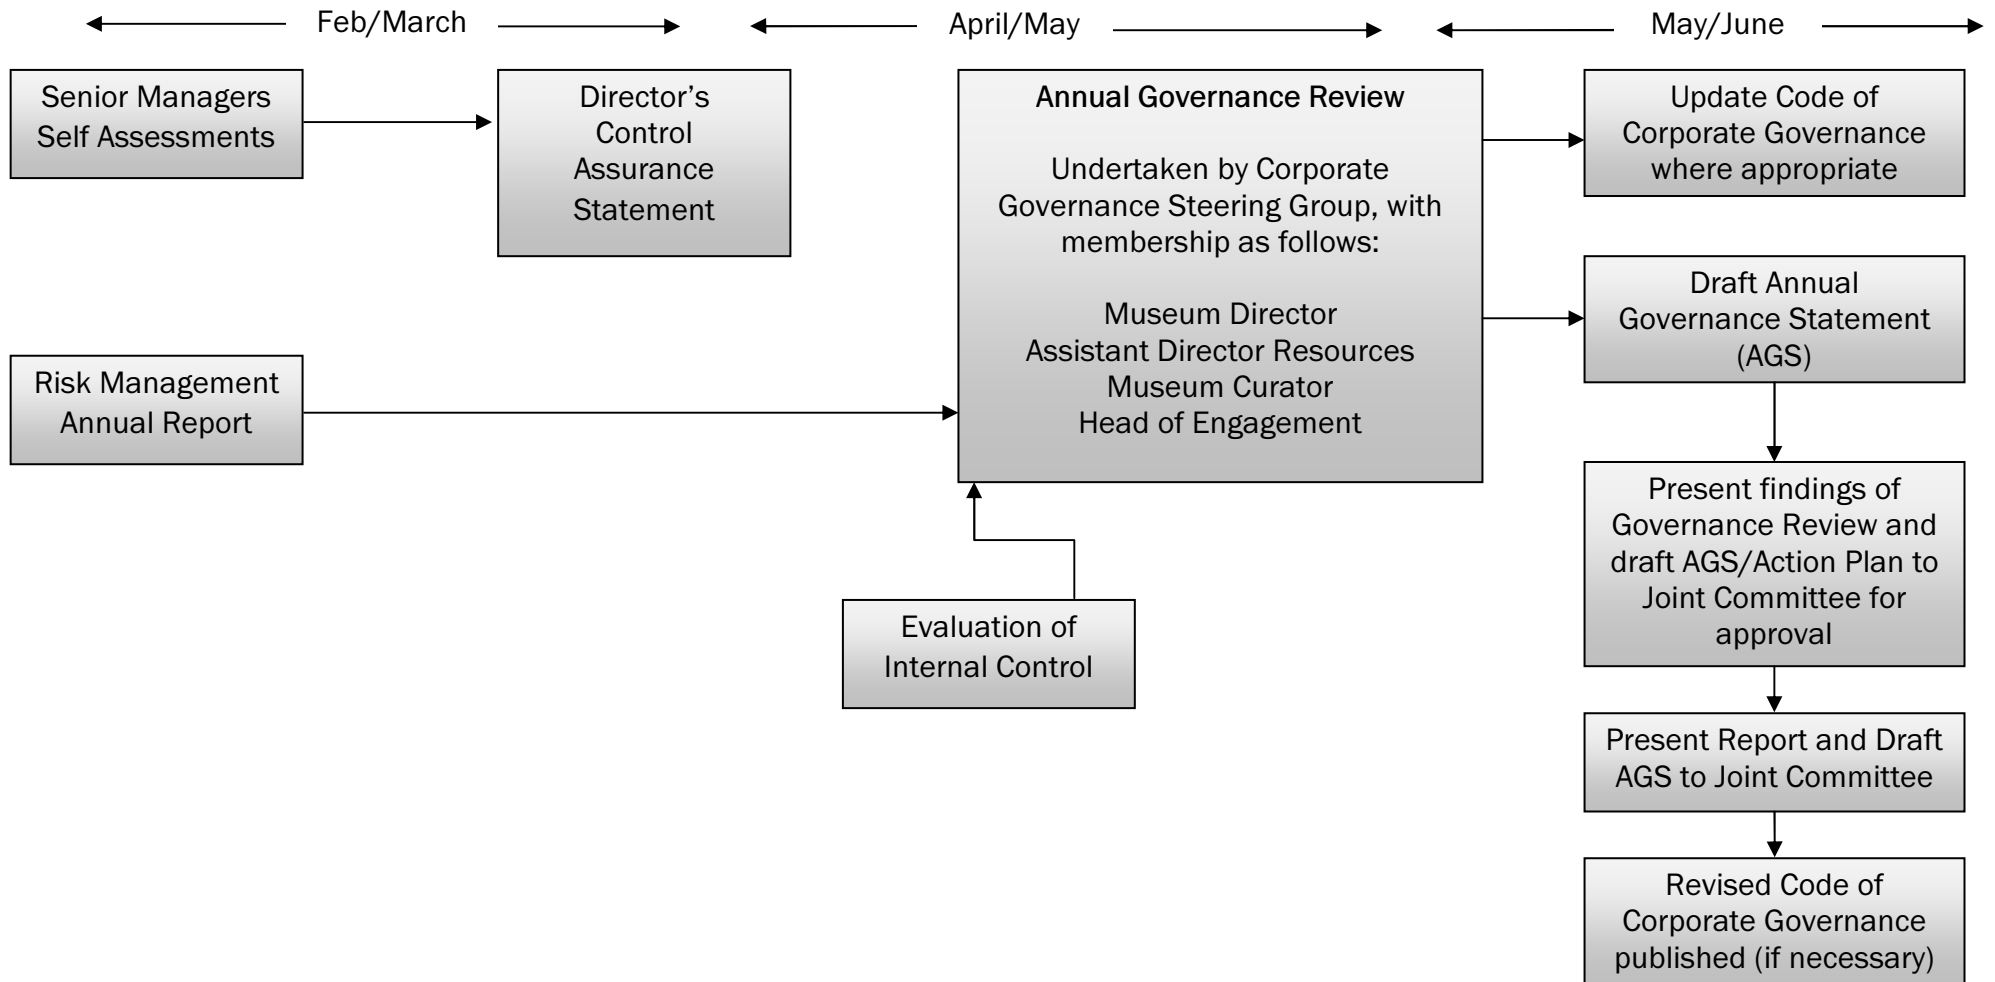 Feb/March
April/May
May/June
Senior Managers
Self Assessments
Director’s
Control
Assurance
Statement
Annual Governance Review
Undertaken by Corporate
Governance Steering Group, with
membership as follows:
Museum Director
Assistant Director Resources
Museum Curator
Head of Engagement
Update Code of
Corporate Governance
where appropriate
Draft Annual
Governance Statement
(AGS)
Risk Management
Annual Report
Present findings of
Governance Review and
draft AGS/Action Plan to
Joint Committee for
approval
Evaluation of
Internal Control
Present Report and Draft
AGS to Joint Committee
Revised Code of
Corporate Governance
published (if necessary)